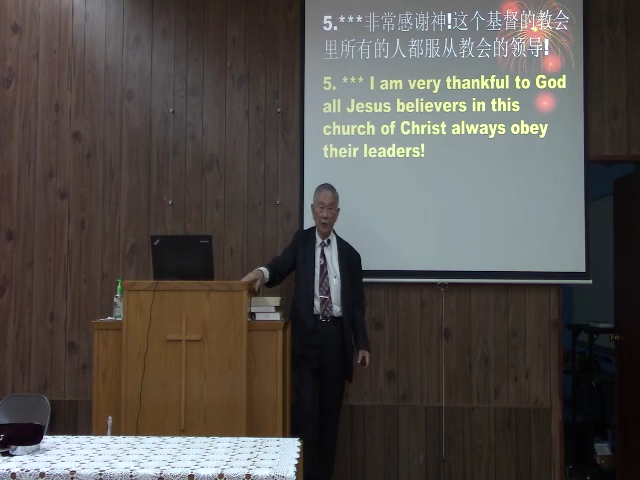 5.***非常感谢神!这个基督的教会
里所有的人都服从教会的领导!
5. *** I am very thankful to God
all Jesus believers in this
church of Christ always obey
their leaders!